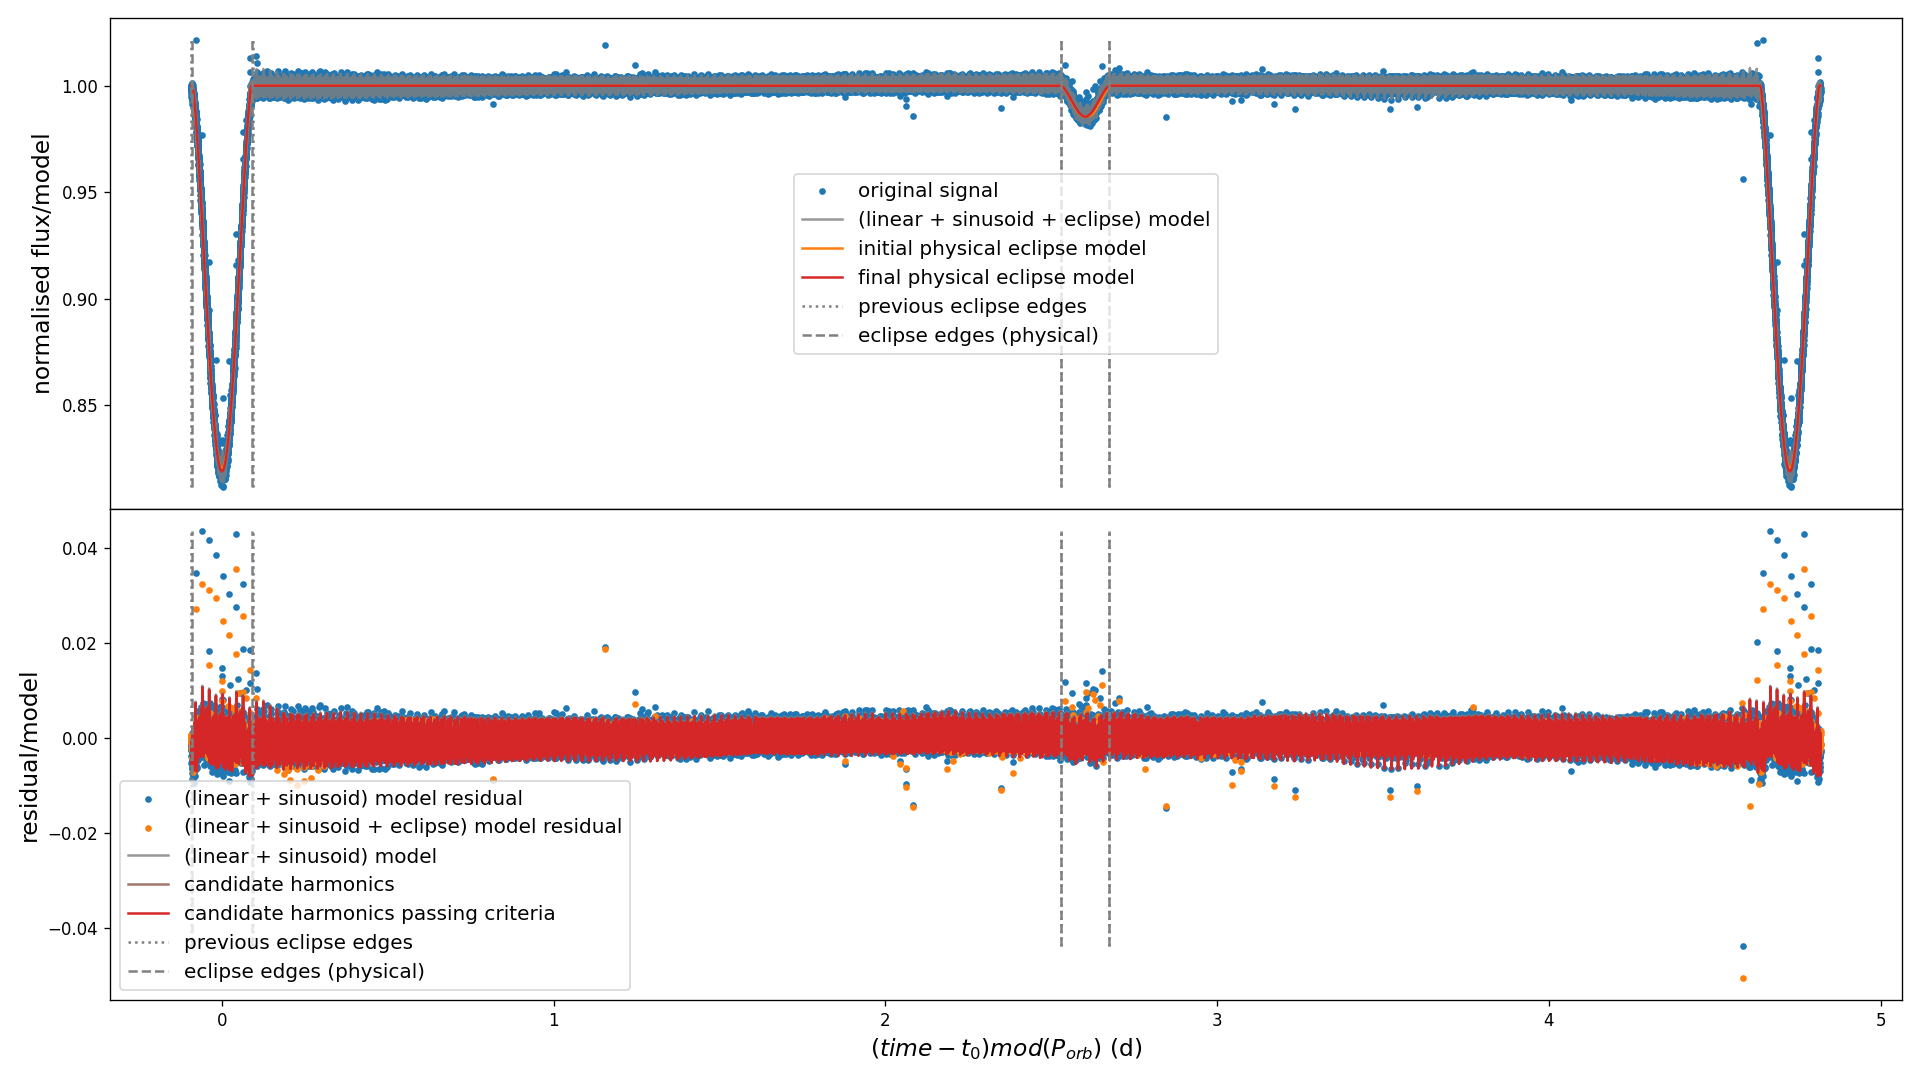 1.00
0.95
0.90
0.85
normalised flux/model
original signal
(linear + sinusoid + eclipse) model
initial physical eclipse model
final physical eclipse model
previous eclipse edges
eclipse edges (physical)
0.04
0.02
0.00
−0.02
−0.04
residual/model
(linear + sinusoid) model residual
(linear + sinusoid + eclipse) model residual
(linear + sinusoid) model
candidate harmonics
candidate harmonics passing criteria
previous eclipse edges
eclipse edges (physical)
0 1 2 3 4 5
(time − t₀)mod(Pₒᵣb) (d)